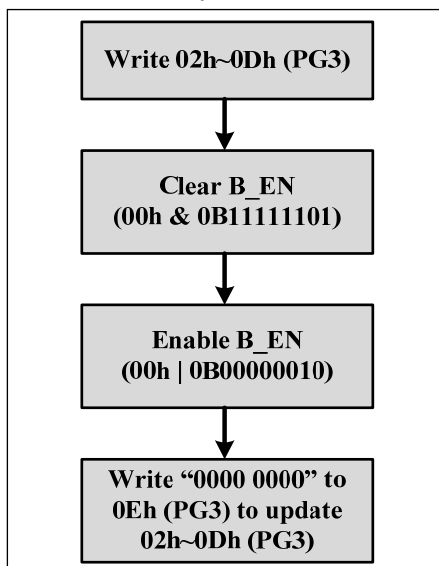 Write 02h~0Dh (PG3)
Clear B_EN
(00h & 0B11111101)
Enable B_EN
(00h | 0B00000010)
Write “0000 0000” to
0Eh (PG3) to update
02h~0Dh (PG3)